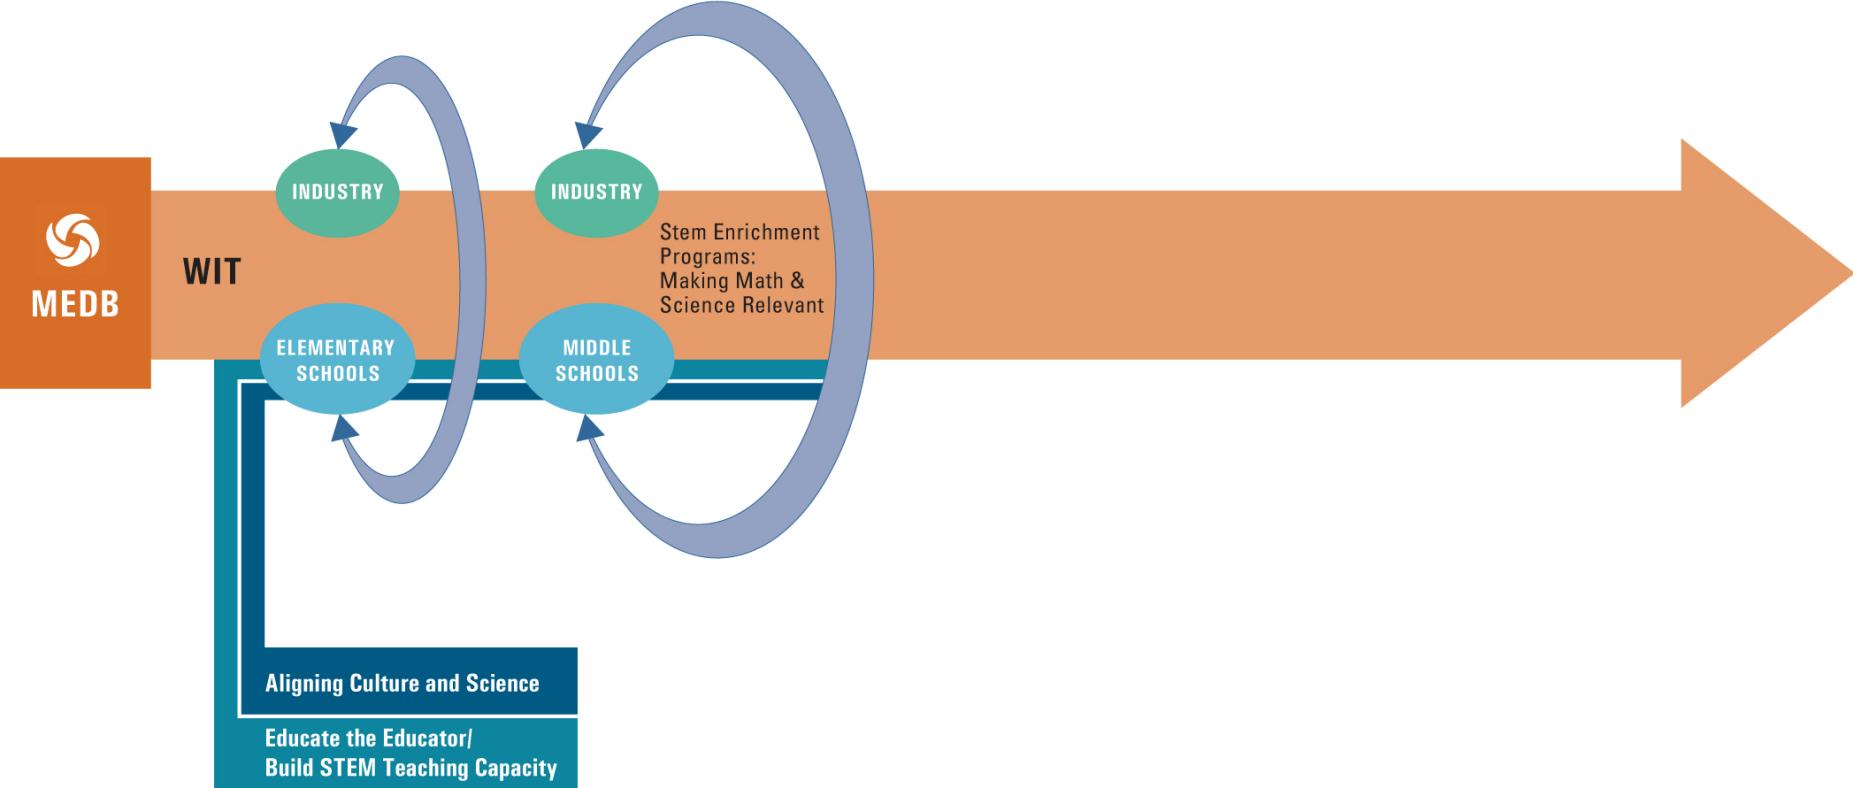 MEDB
WIT
INDUSTRY
ELEMENTARY
SCHOOLS
INDUSTRY
MIDDLE
SCHOOLS
Stem Enrichment
Programs:
Making Math &
Science Relevant
Aligning Culture and Science
Educate the Educator/
Build STEM Teaching Capacity